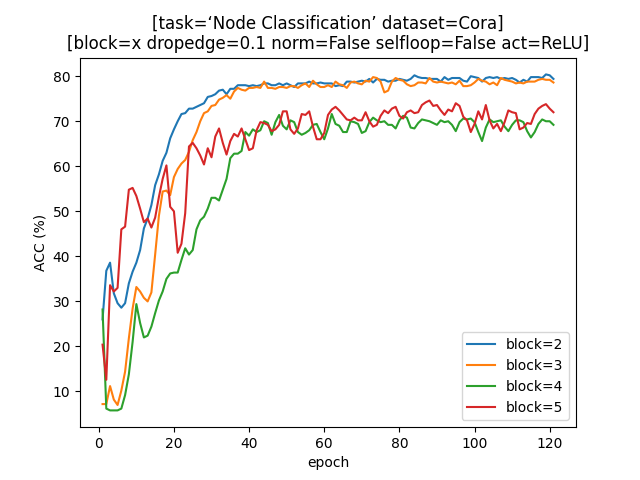 [task=‘Node Classification’ dataset=Cora]
[block=x dropedge=0.1 norm=False selfloop=False act=ReLU]
ACC (%)
80
70
60
50
40
30
20
10
block=2
block=3
block=4
block=5
0 20 40 60 80 100 120
epoch